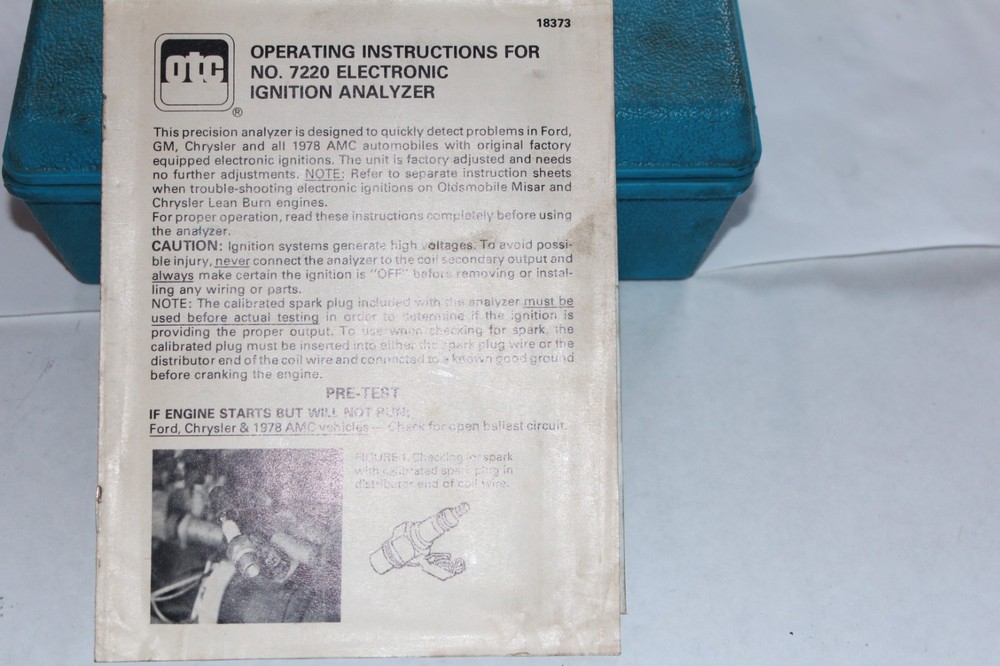 18373
otc
®
OPERATING INSTRUCTIONS FOR
NO. 7220 ELECTRONIC
IGNITION ANALYZER
This precision analyzer is designed to quickly detect problems in Ford,
GM, Chrysler and all 1978 AMC automobiles with original factory
equipped electronic ignitions. The unit is factory adjusted and needs
no further adjustments. NOTE: Refer to separate instruction sheets
when trouble-shooting electronic ignitions on Oldsmobile Misar and
Chrysler Lean Burn engines.
For proper operation, read these instructions completely before using
the analyzer.
CAUTION: Ignition systems generate high voltages. To avoid possi-
ble injury, never connect the analyzer to the coil secondary output and
always make certain the ignition is "OFF" before removing or instal-
ling any wiring or parts.
NOTE: The calibrated spark plug included with the analyzer must be
used before actual testing in order to determine if the ignition is
providing the proper output. To use when checking for spark, the
calibrated plug must be inserted into either the spark plug wire or the
distributor end of the coil wire and connected to a known good ground
before cranking the engine.
PRE-TEST
IF ENGINE STARTS BUT WILL NOT RUN:
Ford, Chrysler & 1978 AMC vehicles — Check for open ballast circuit.
FIGURE 1. Checking for spark
with calibrated spark plug in
distributor end of coil wire.